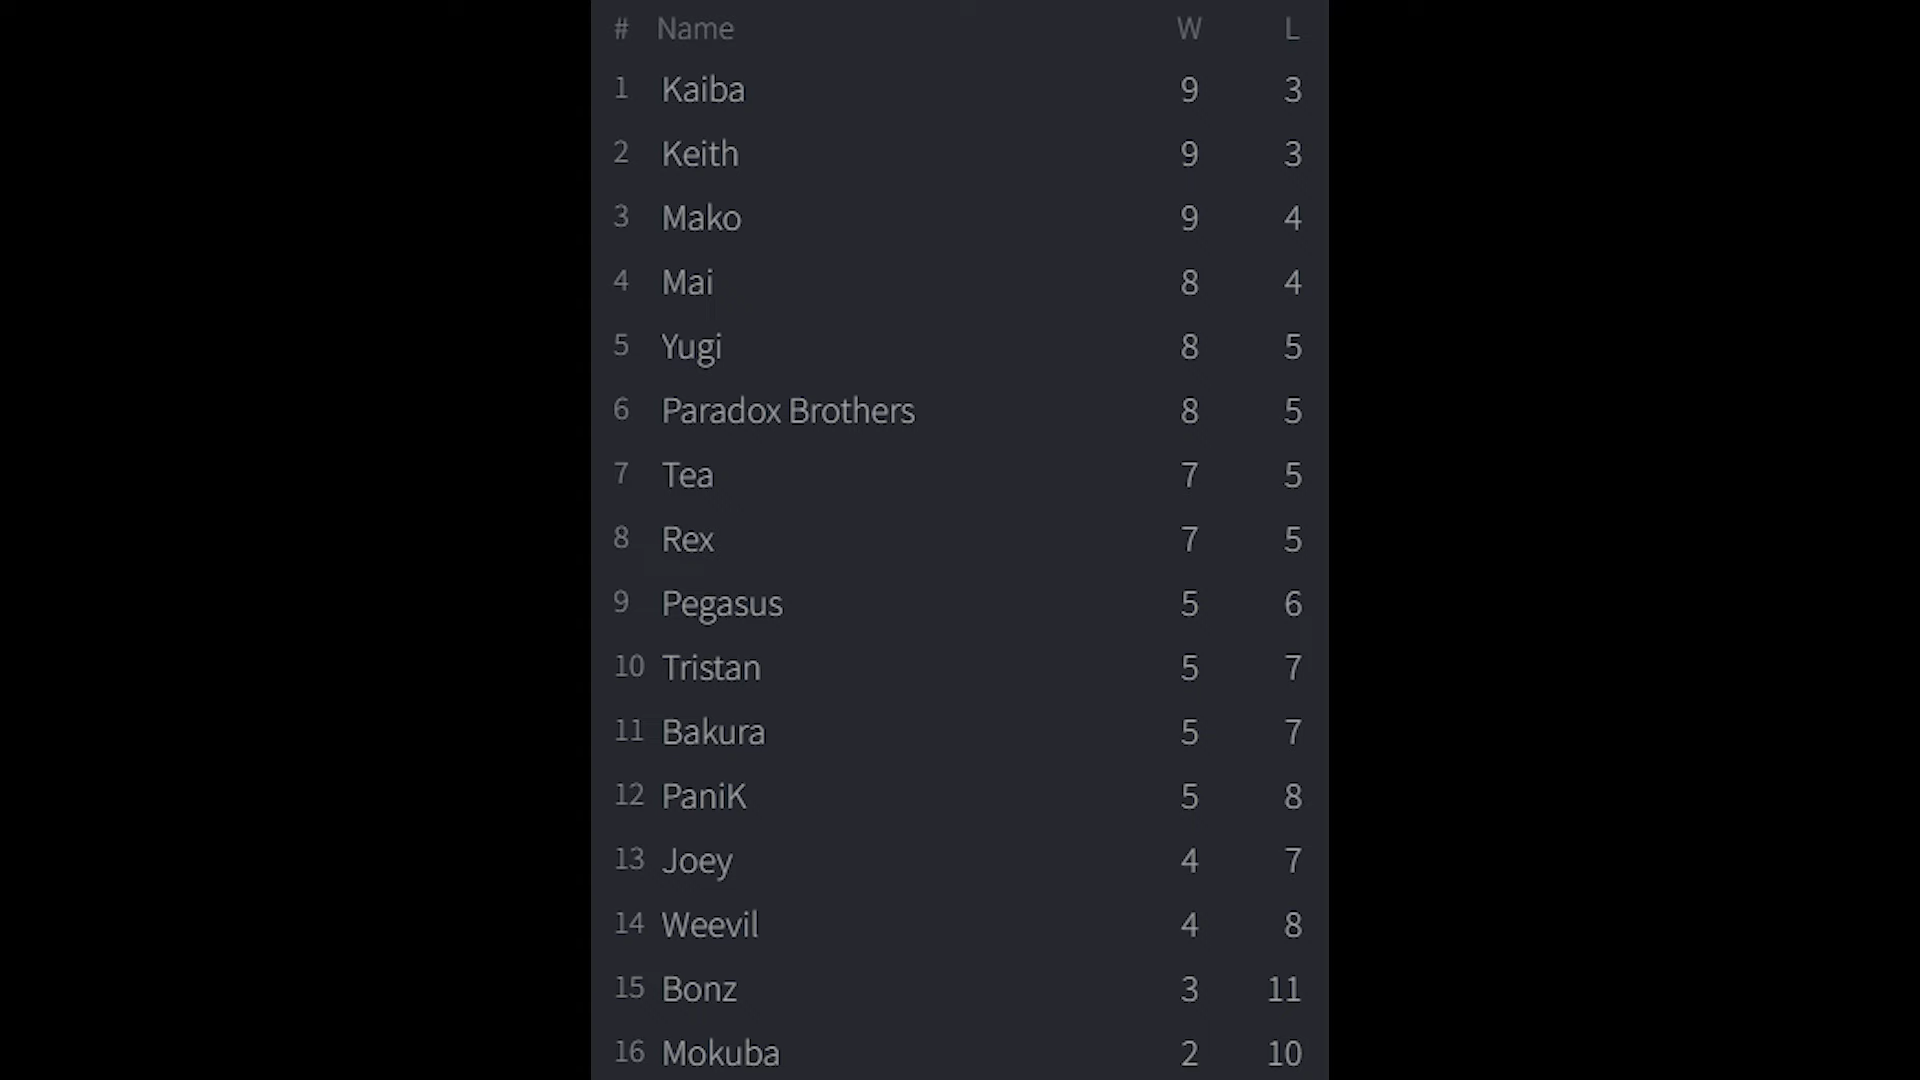 # Name W L
1 Kaiba 9 3
2 Keith 9 3
3 Mako 9 4
4 Mai 8 4
5 Yugi 8 5
6 Paradox Brothers 8 5
7 Tea 7 5
8 Rex 7 5
9 Pegasus 5 6
10 Tristan 5 7
11 Bakura 5 7
12 PaniK 5 8
13 Joey 4 7
14 Weevil 4 8
15 Bonz 3 11
16 Mokuba 2 10